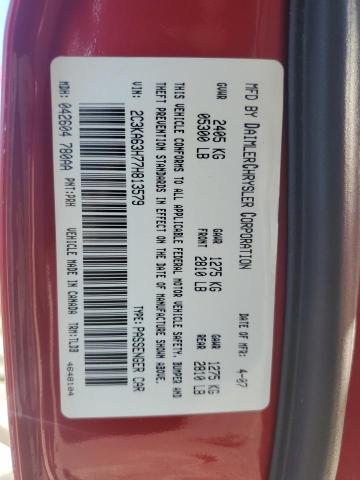 MFD BY DAIMLERCHRYSLER CORPORATION DATE OF MFR: 4-07
GVWR: 2405 KG GAWR: 1275 KG GAWR: 1275 KG
05300 LB FRONT 2810 LB REAR 2810 LB
THIS VEHICLE CONFORMS TO ALL APPLICABLE FEDERAL MOTOR VEHICLE SAFETY, BUMPER AND
THEFT PREVENTION STANDARDS IN EFFECT ON THE DATE OF MANUFACTURE SHOWN ABOVE.
VIN: 2C3KA63H77H813579 TYPE: PASSENGER CAR
MDH: 042604 780AA PNT: PRH VEHICLE MADE IN CANADA TRM: TLDB
4648104